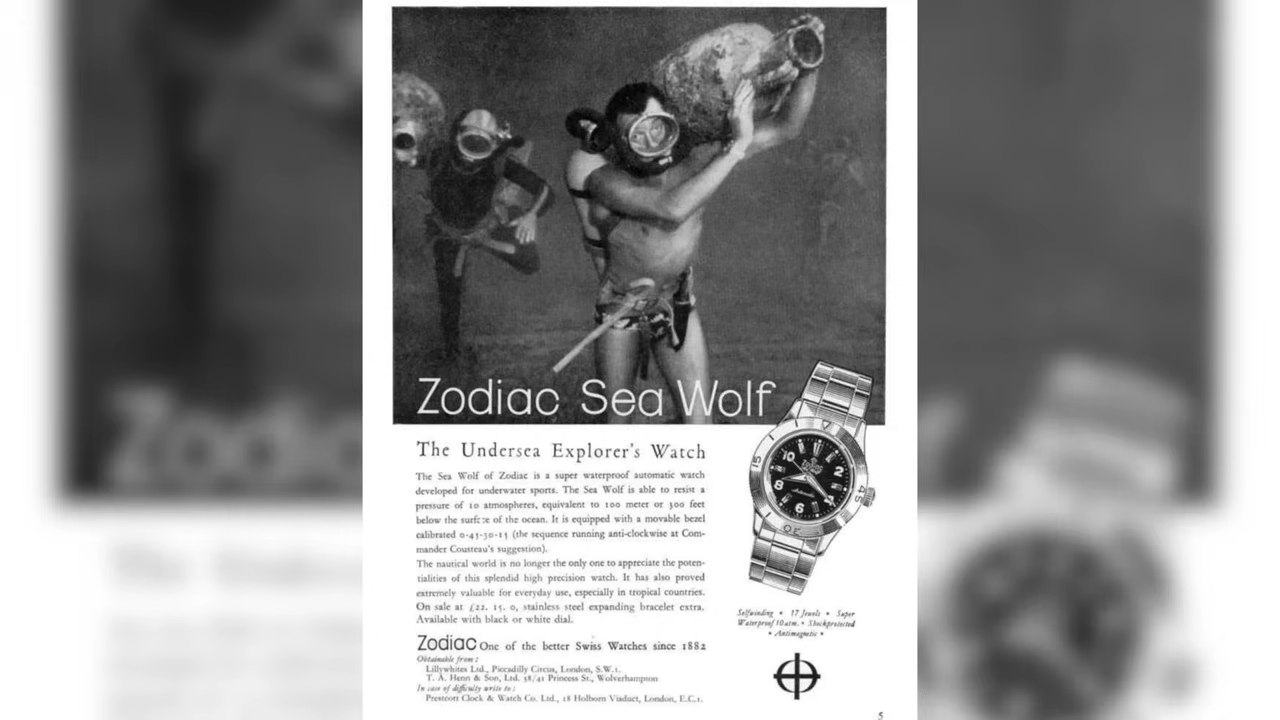 Zodiac Sea Wolf
The Undersea Explorer's Watch
The Sea Wolf of Zodiac is a super waterproof automatic watch
developed for underwater sports. The Sea Wolf is able to resist a
pressure of 10 atmospheres, equivalent to 100 meter or 300 feet
below the surface of the ocean. It is equipped with a movable bezel
calibrated 0-45-30-15 (the sequence running anti-clockwise at Com-
mander Cousteau's suggestion).
The nautical world is no longer the only one to appreciate the poten-
tialities of this splendid high precision watch. It has also proved
extremely valuable for everyday use, especially in tropical countries.
On sale at £22. 15. 0, stainless steel expanding bracelet extra.
Available with black or white dial.
Zodiac One of the better Swiss Watches since 1882
Obtainable from:
Lillywhites Ltd., Piccadilly Circus, London, S.W.1.
T. A. Henn & Son, Ltd. 38/41 Princess St., Wolverhampton
In case of difficulty write to:
Prestcott Clock & Watch Co. Ltd., 18 Holborn Viaduct, London, E.C.1.
15
10
8
6
45
30
Selfwinding • 17 Jewels • Super
Waterproof 10 atm. • Shockprotected
• Antimagnetic •
5